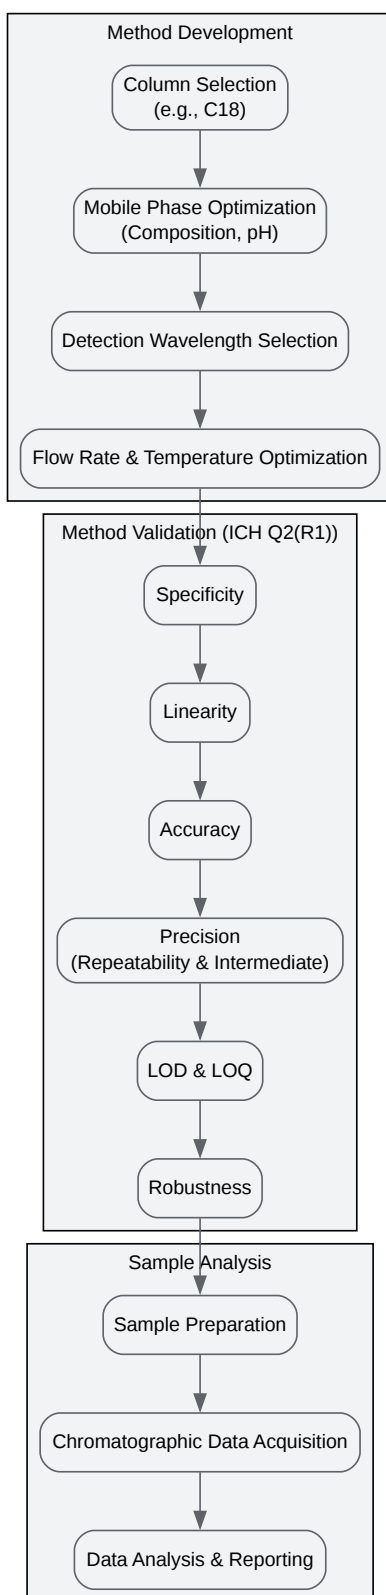 Method Development
Column Selection
(e.g., C18)
Mobile Phase Optimization
(Composition, pH)
Detection Wavelength Selection
Flow Rate & Temperature Optimization
Method Validation (ICH Q2(R1))
Specificity
Linearity
Accuracy
Precision
(Repeatability & Intermediate)
LOD & LOQ
Robustness
Sample Analysis
Sample Preparation
Chromatographic Data Acquisition
Data Analysis & Reporting